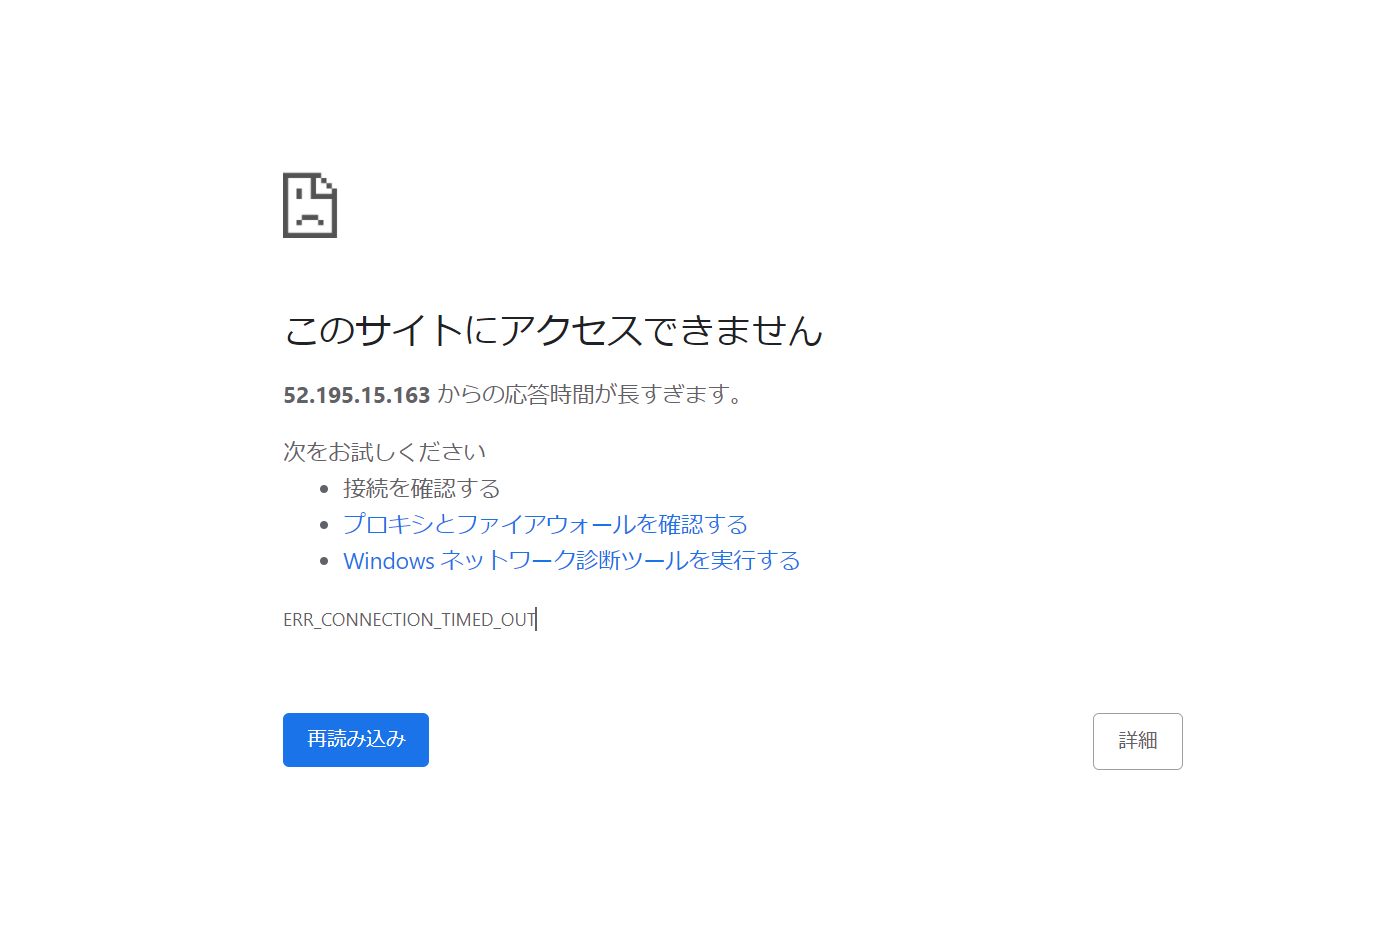 このサイトにアクセスできません
52.195.15.163 からの応答時間が長すぎます。
次をお試しください
接続を確認する
プロキシとファイアウォールを確認する
Windows ネットワーク診断ツールを実行する
ERR_CONNECTION_TIMED_OUT
再読み込み
詳細